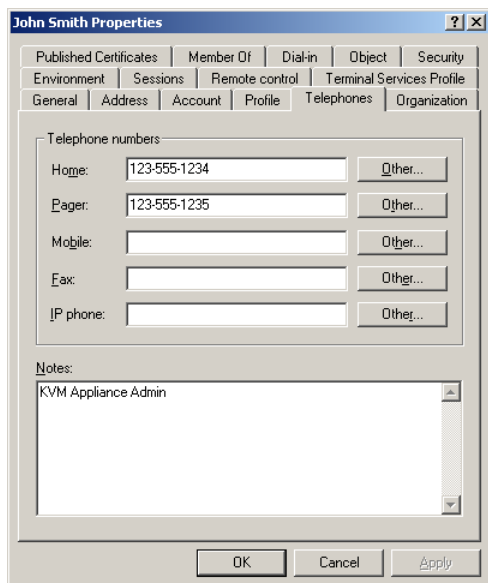 John Smith Properties
Published Certificates Member Of Dial-in Object Security
Environment Sessions Remote control Terminal Services Profile
General Address Account Profile Telephones Organization
Telephone numbers
Home: 123-555-1234 Other...
Pager: 123-555-1235 Other...
Mobile: Other...
Fax: Other...
IP phone: Other...
Notes:
KVM Appliance Admin
OK Cancel Apply